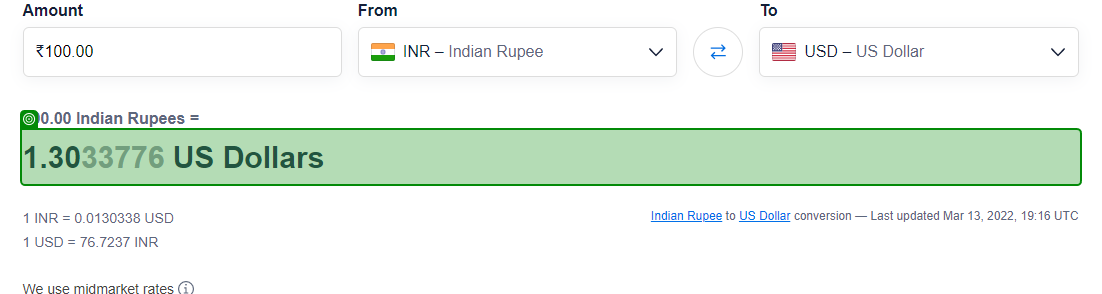 Amount From To
₹100.00 INR – Indian Rupee USD – US Dollar
0.00 Indian Rupees =
1.3033776 US Dollars
1 INR = 0.0130338 USD Indian Rupee to US Dollar conversion — Last updated Mar 13, 2022, 19:16 UTC
1 USD = 76.7237 INR
We use midmarket rates